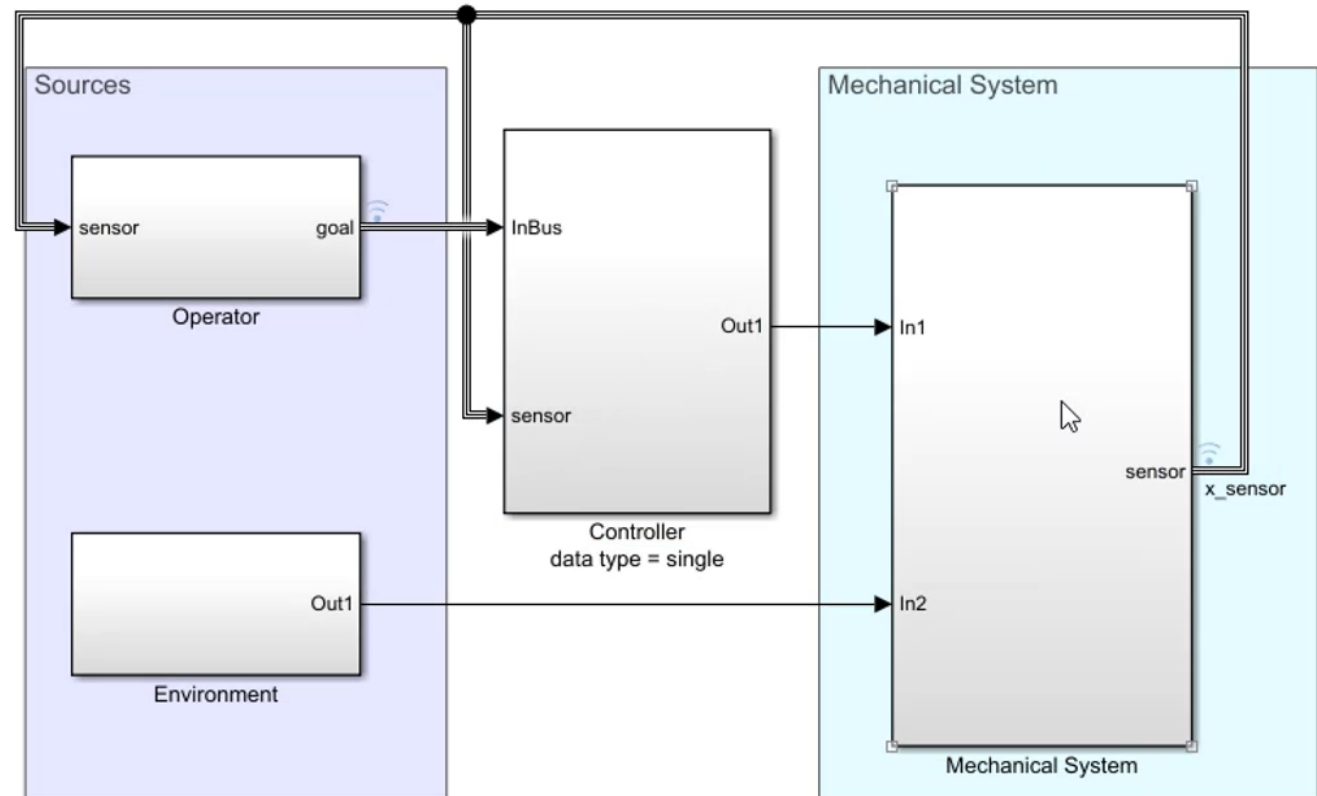 Sources
Mechanical System
sensor
goal
Operator
InBus
sensor
Out1
Controller
data type = single
In1
sensor
x_sensor
In2
Mechanical System
Out1
Environment